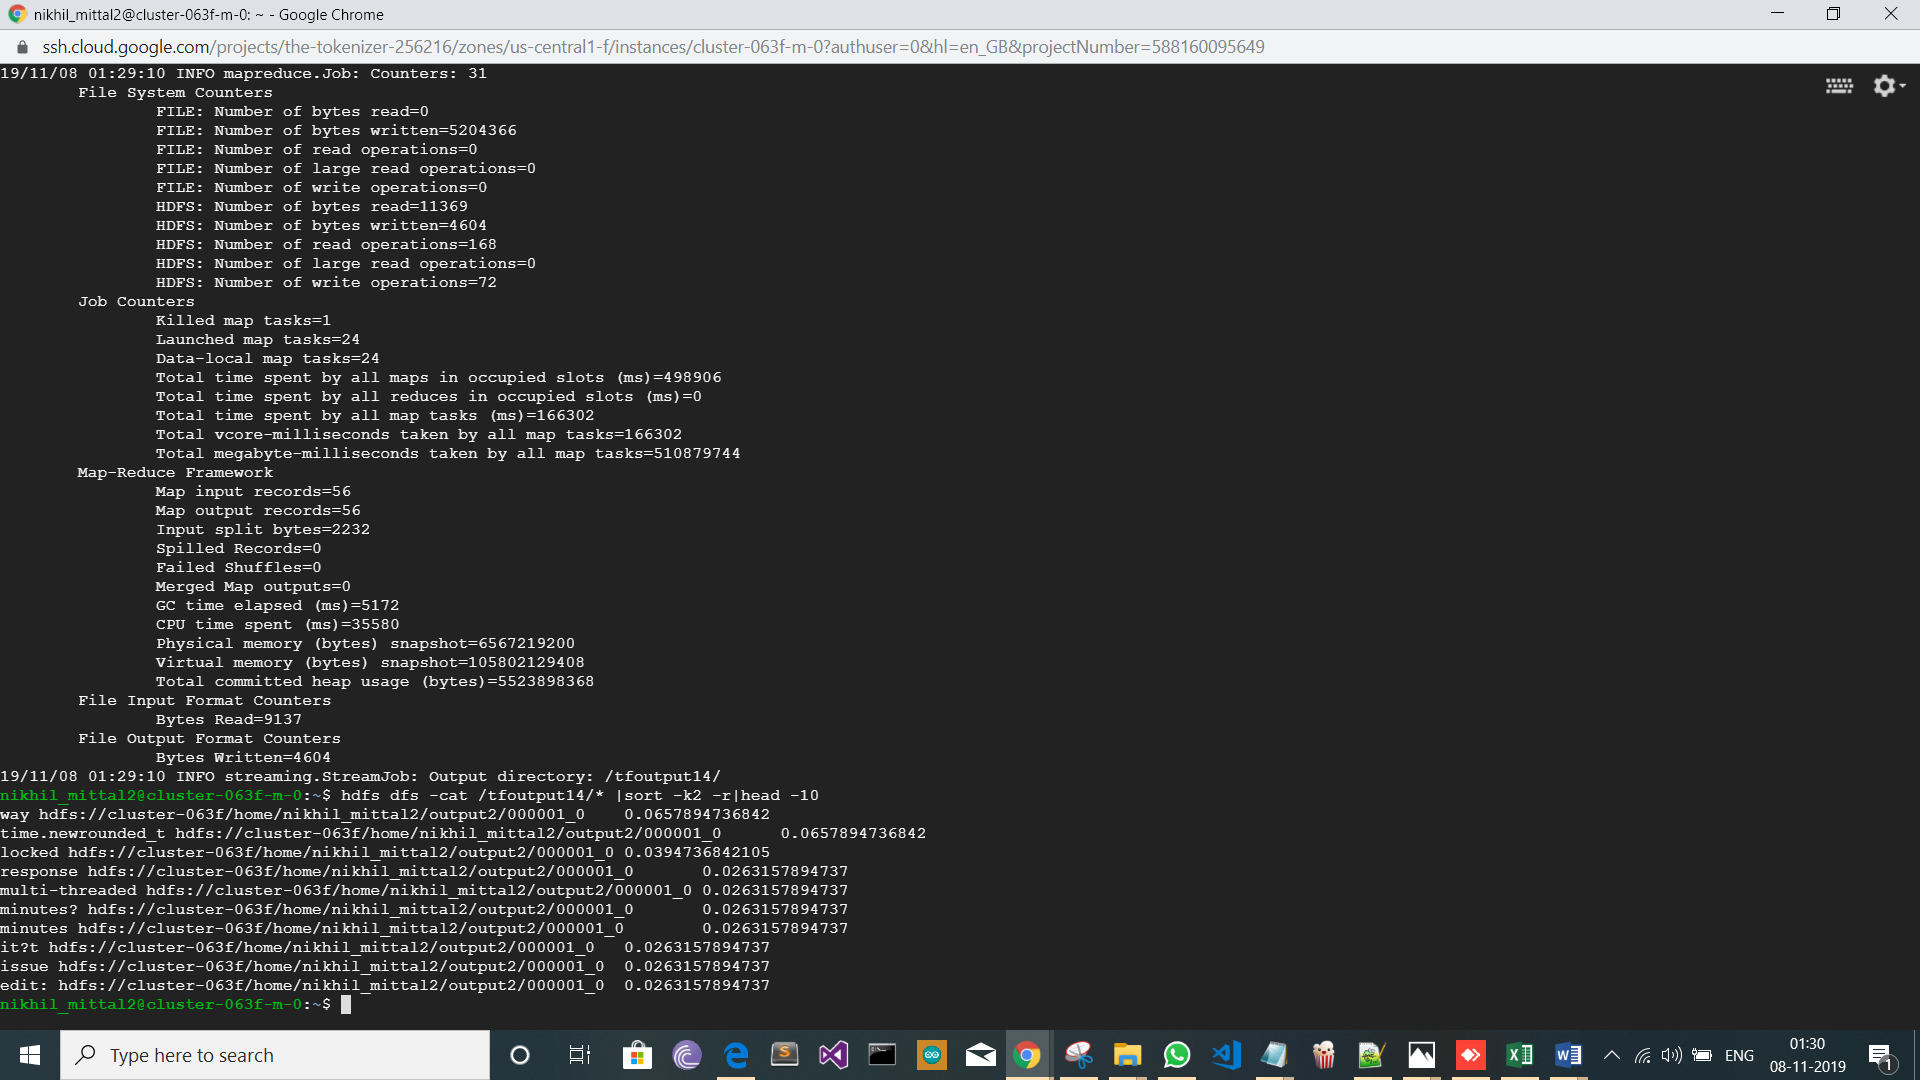 nikhil_mittal2@cluster-063f-m-0: ~ - Google Chrome
ssh.cloud.google.com/projects/the-tokenizer-256216/zones/us-central1-f/instances/cluster-063f-m-0?authuser=0&hl=en_GB&projectNumber=588160095649
19/11/08 01:29:10 INFO mapreduce.Job: Counters: 31
File System Counters
FILE: Number of bytes read=0
FILE: Number of bytes written=5204366
FILE: Number of read operations=0
FILE: Number of large read operations=0
FILE: Number of write operations=0
HDFS: Number of bytes read=11369
HDFS: Number of bytes written=4604
HDFS: Number of read operations=168
HDFS: Number of large read operations=0
HDFS: Number of write operations=72
Job Counters
Killed map tasks=1
Launched map tasks=24
Data-local map tasks=24
Total time spent by all maps in occupied slots (ms)=498906
Total time spent by all reduces in occupied slots (ms)=0
Total time spent by all map tasks (ms)=166302
Total vcore-milliseconds taken by all map tasks=166302
Total megabyte-milliseconds taken by all map tasks=510879744
Map-Reduce Framework
Map input records=56
Map output records=56
Input split bytes=2232
Spilled Records=0
Failed Shuffles=0
Merged Map outputs=0
GC time elapsed (ms)=5172
CPU time spent (ms)=35580
Physical memory (bytes) snapshot=6567219200
Virtual memory (bytes) snapshot=105802129408
Total committed heap usage (bytes)=5523898368
File Input Format Counters
Bytes Read=9137
File Output Format Counters
Bytes Written=4604
19/11/08 01:29:10 INFO streaming.StreamJob: Output directory: /tfoutput14/
nikhil_mittal2@cluster-063f-m-0:~$ hdfs dfs -cat /tfoutput14/* |sort -k2 -r|head -10
way hdfs://cluster-063f/home/nikhil_mittal2/output2/000001_0 0.0657894736842
time.newrounded_t hdfs://cluster-063f/home/nikhil_mittal2/output2/000001_0 0.0657894736842
locked hdfs://cluster-063f/home/nikhil_mittal2/output2/000001_0 0.0394736842105
response hdfs://cluster-063f/home/nikhil_mittal2/output2/000001_0 0.0263157894737
multi-threaded hdfs://cluster-063f/home/nikhil_mittal2/output2/000001_0 0.0263157894737
minutes? hdfs://cluster-063f/home/nikhil_mittal2/output2/000001_0 0.0263157894737
minutes hdfs://cluster-063f/home/nikhil_mittal2/output2/000001_0 0.0263157894737
it?t hdfs://cluster-063f/home/nikhil_mittal2/output2/000001_0 0.0263157894737
issue hdfs://cluster-063f/home/nikhil_mittal2/output2/000001_0 0.0263157894737
edit: hdfs://cluster-063f/home/nikhil_mittal2/output2/000001_0 0.0263157894737
nikhil_mittal2@cluster-063f-m-0:~$
Type here to search
ENG
01:30
08-11-2019
1